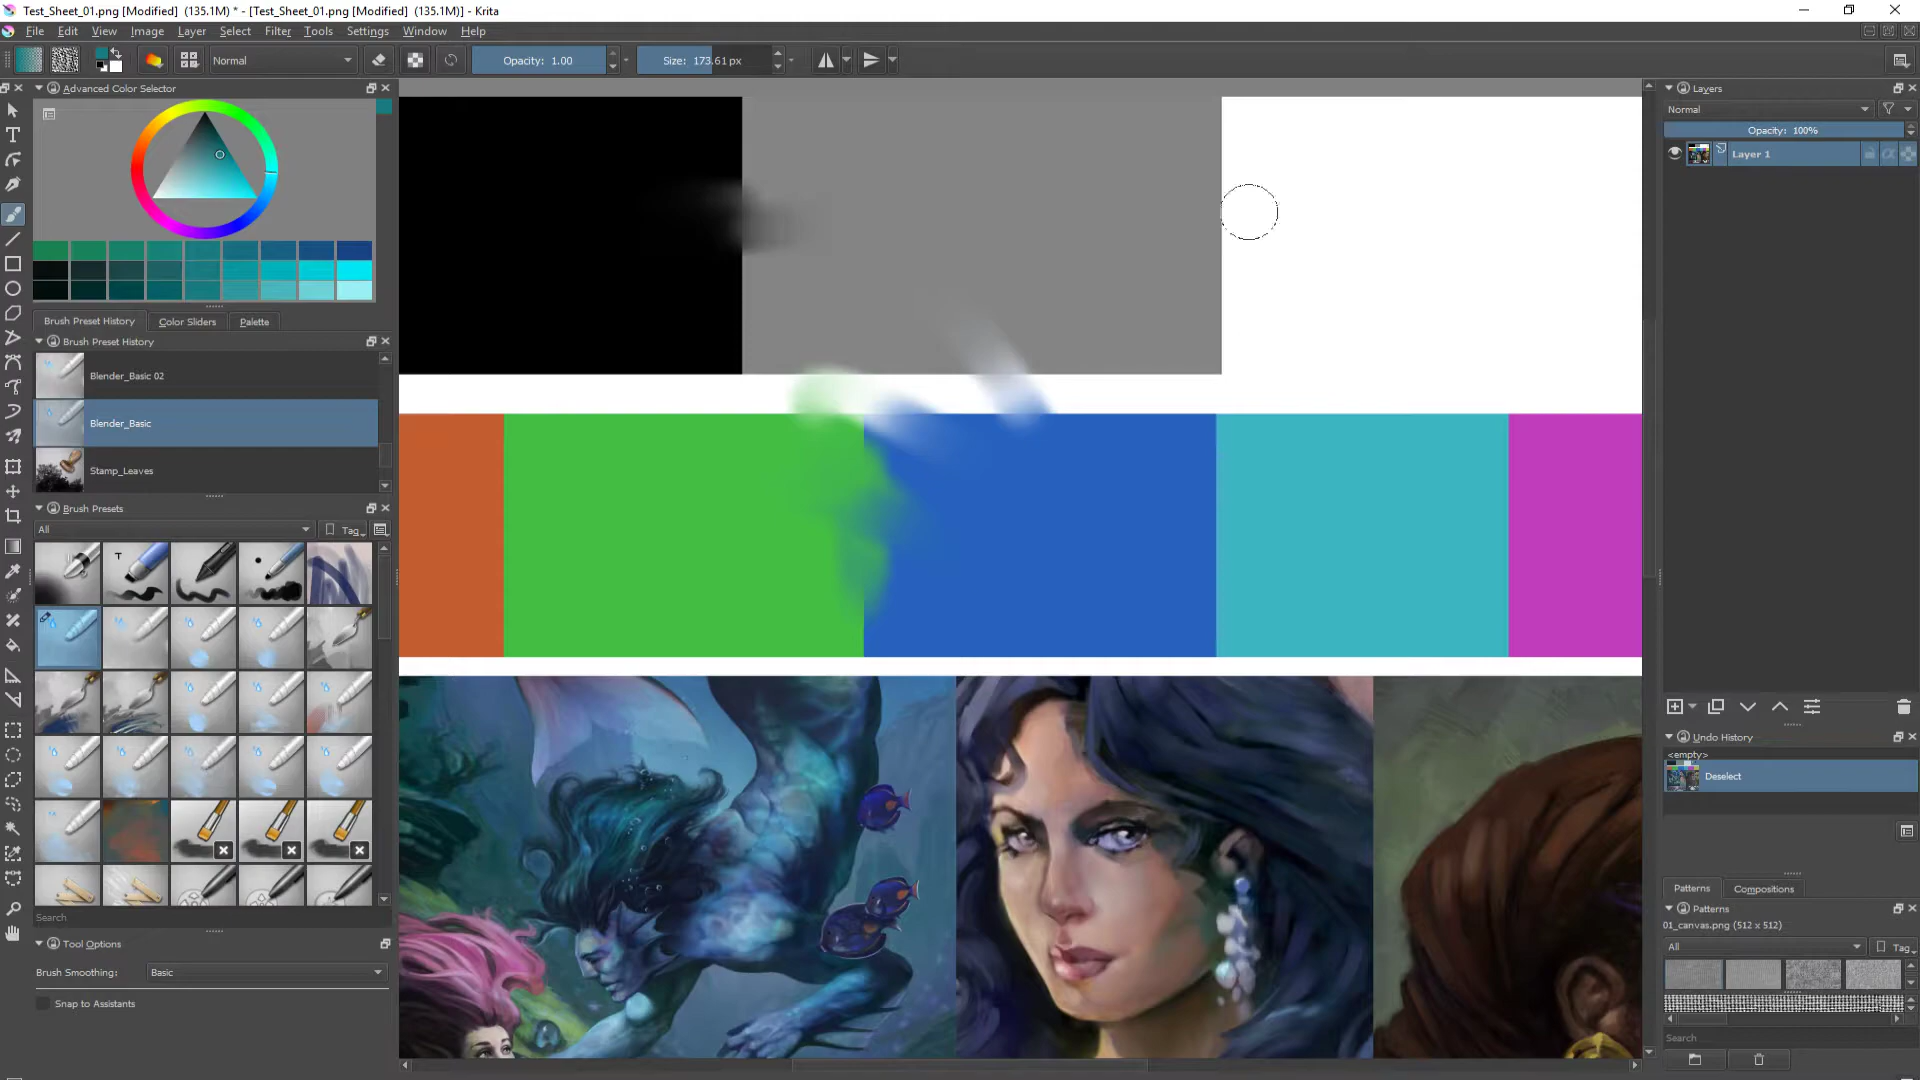 Test_Sheet_01.png [Modified]  (135.1M) * - [Test_Sheet_01.png [Modified]  (135.1M)] - Krita
File Edit View Image Layer Select Filter Tools Settings Window Help
Normal
Opacity: 1.00
Size: 173.61 px
Advanced Color Selector
Brush Preset History
Color Sliders
Palette
Brush Preset History
Blender_Basic 02
Blender_Basic
Stamp_Leaves
Brush Presets
All
Tag
Search
Tool Options
Brush Smoothing:
Basic
Snap to Assistants
Layers
Normal
Opacity: 100%
Layer 1
Undo History
<empty>
Deselect
Patterns
Compositions
Patterns
01_canvas.png (512 x 512)
All
Tag
Search